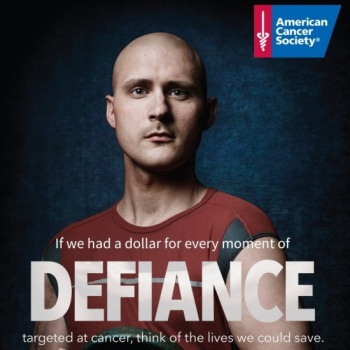 American
Cancer
Society®
If we had a dollar for every moment of
DEFIANCE
targeted at cancer, think of the lives we could save.